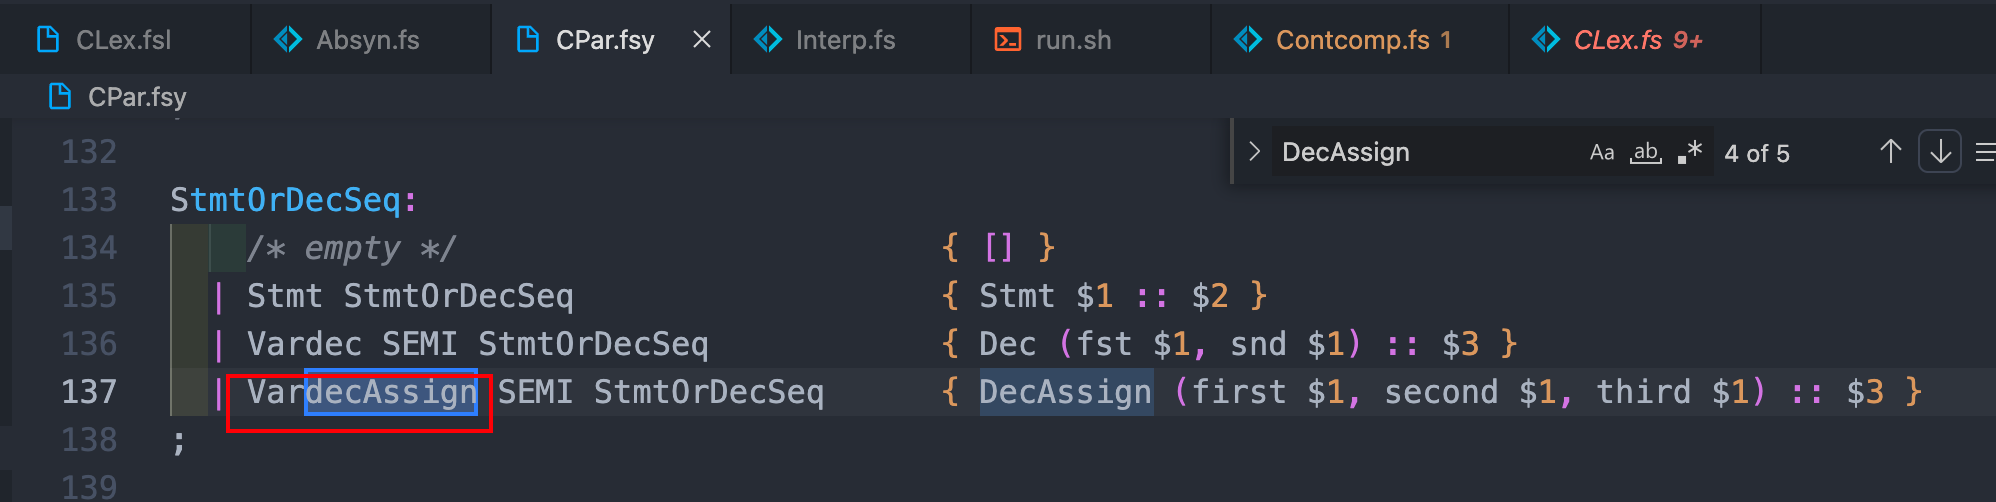 CLex.fsl Absyn.fs CPar.fsy Interp.fs run.sh Contcomp.fs 1 CLex.fs 9+
CPar.fsy
DecAssign Aa ab .* 4 of 5
132
133 StmtOrDecSeq:
134 /* empty */ { [] }
135 | Stmt StmtOrDecSeq { Stmt $1 :: $2 }
136 | Vardec SEMI StmtOrDecSeq { Dec (fst $1, snd $1) :: $3 }
137 | VardecAssign SEMI StmtOrDecSeq { DecAssign (first $1, second $1, third $1) :: $3 }
138 ;
139